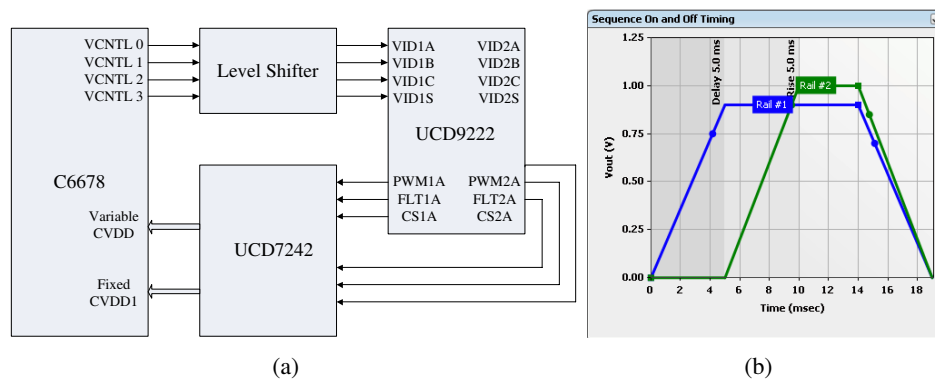 VCNTL 0
VCNTL 1
VCNTL 2
VCNTL 3
C6678
Variable
CVDD
Fixed
CVDD1
Level Shifter
VID1A
VID1B
VID1C
VID1S
VID2A
VID2B
VID2C
VID2S
UCD9222
PWM1A
FLT1A
CS1A
PWM2A
FLT2A
CS2A
UCD7242
(a)
Sequence On and Off Timing
Vout (V)
1.25
1.00
0.75
0.50
0.25
0.00
Delay 5.0 ms
Rise 5.0 ms
Rail #2
Rail #1
0 2 4 6 8 10 12 14 16 18
Time (msec)
(b)